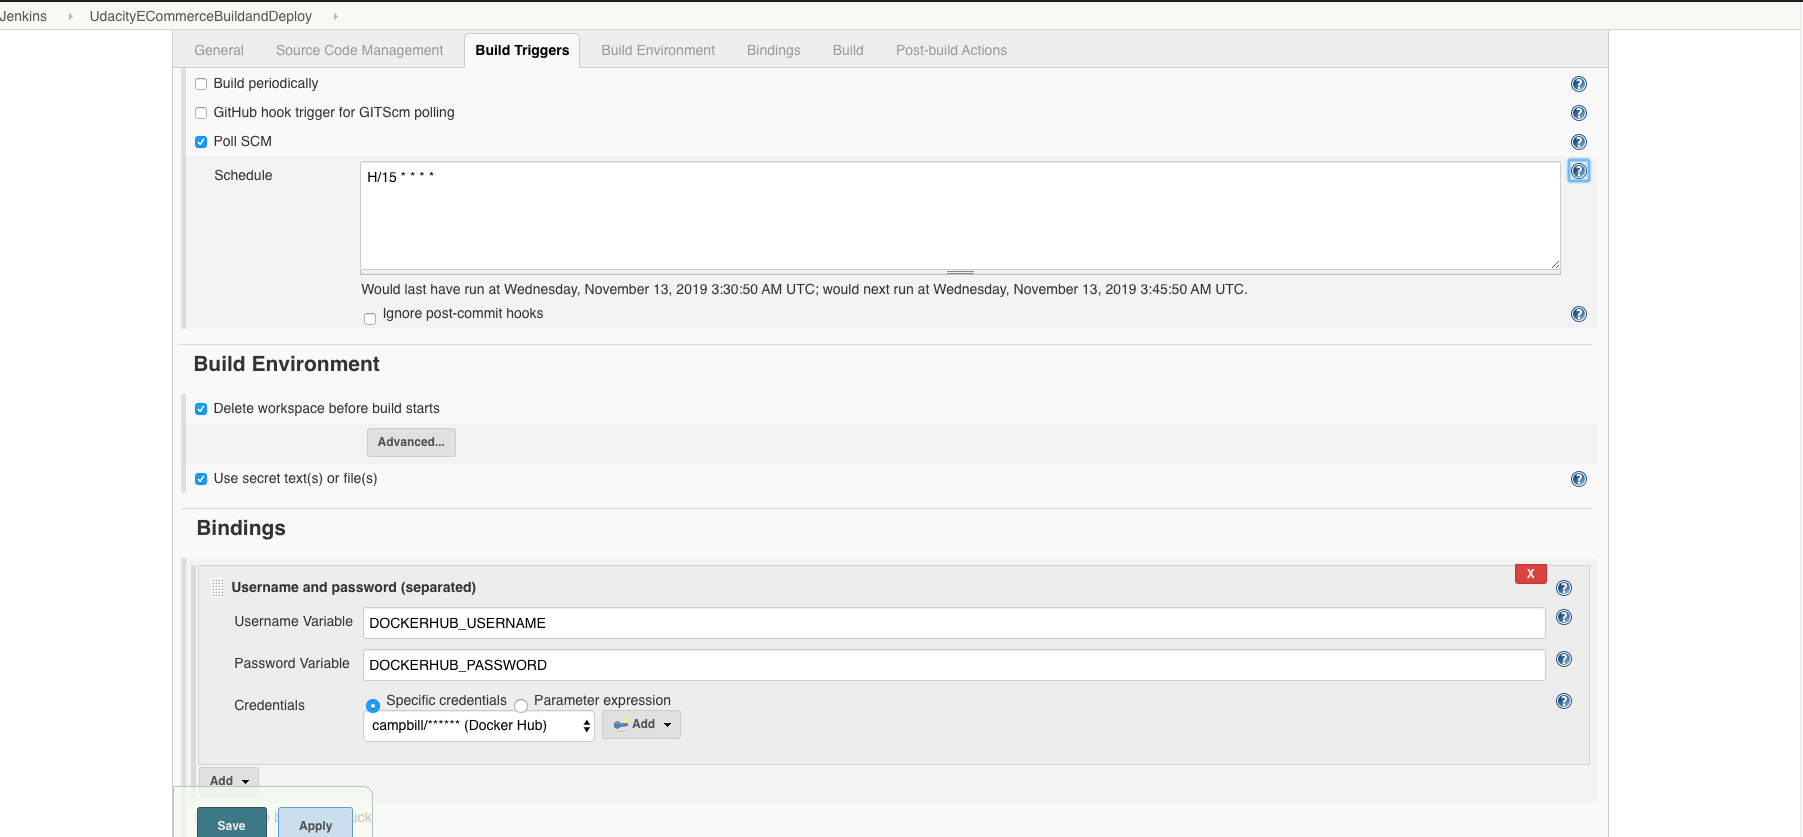 Jenkins UdacityECommerceBuildandDeploy
General Source Code Management Build Triggers Build Environment Bindings Build Post-build Actions
Build periodically
GitHub hook trigger for GITScm polling
Poll SCM
Schedule
H/15 * * * *
Would last have run at Wednesday, November 13, 2019 3:30:50 AM UTC; would next run at Wednesday, November 13, 2019 3:45:50 AM UTC.
Ignore post-commit hooks
Build Environment
Delete workspace before build starts
Advanced...
Use secret text(s) or file(s)
Bindings
Username and password (separated)
X
Username Variable DOCKERHUB_USERNAME
Password Variable DOCKERHUB_PASSWORD
Credentials Specific credentials Parameter expression
campbill/****** (Docker Hub) Add
Add
Save Apply